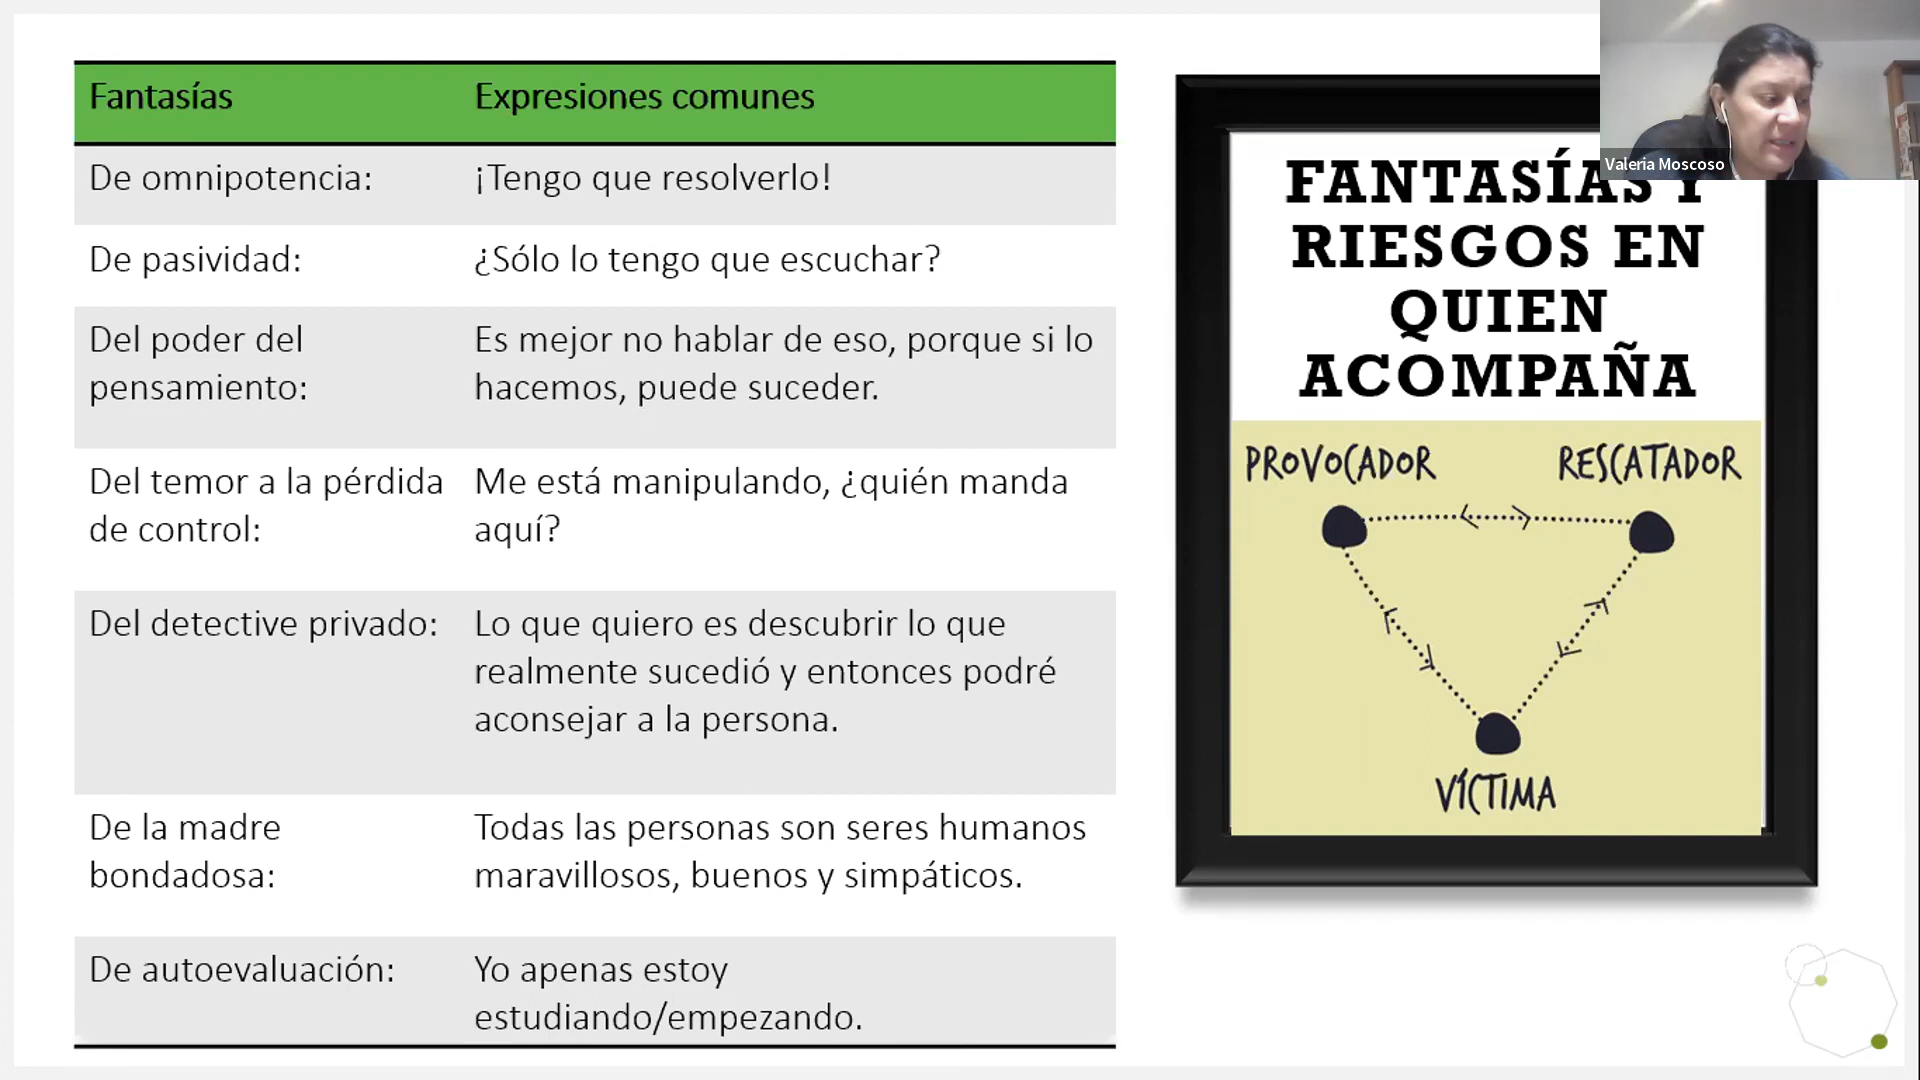 Fantasías
Expresiones comunes
De omnipotencia:
¡Tengo que resolverlo!
De pasividad:
¿Sólo lo tengo que escuchar?
Del poder del
pensamiento:
Es mejor no hablar de eso, porque si lo
hacemos, puede suceder.
Del temor a la pérdida
de control:
Me está manipulando, ¿quién manda
aquí?
Del detective privado:
Lo que quiero es descubrir lo que
realmente sucedió y entonces podré
aconsejar a la persona.
De la madre
bondadosa:
Todas las personas son seres humanos
maravillosos, buenos y simpáticos.
De autoevaluación:
Yo apenas estoy
estudiando/empezando.
Valeria Moscoso
FANTASÍAS Y
RIESGOS EN
QUIEN
ACOMPAÑA
PROVOCADOR
RESCATADOR
VÍCTIMA